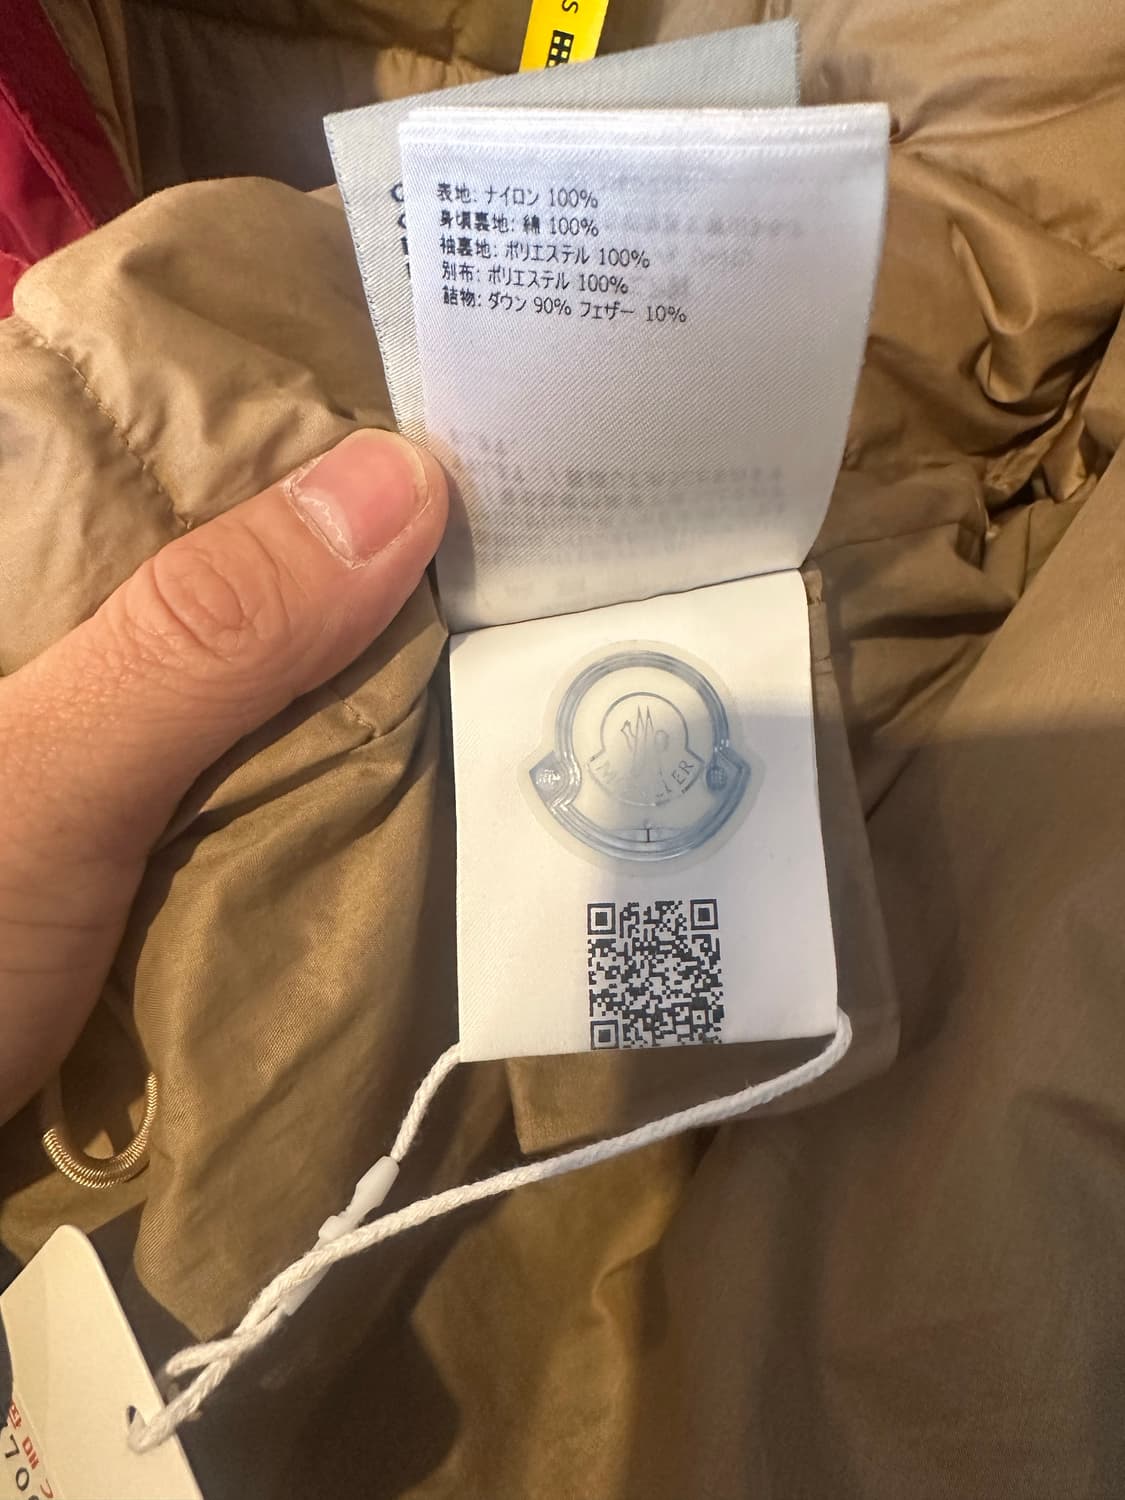 S
表地: ナイロン 100%
身頃裏地: 綿 100%
袖裏地: ポリエステル 100%
別布: ポリエステル 100%
詰物: ダウン 90% フェザー 10%
MONCLER
판매